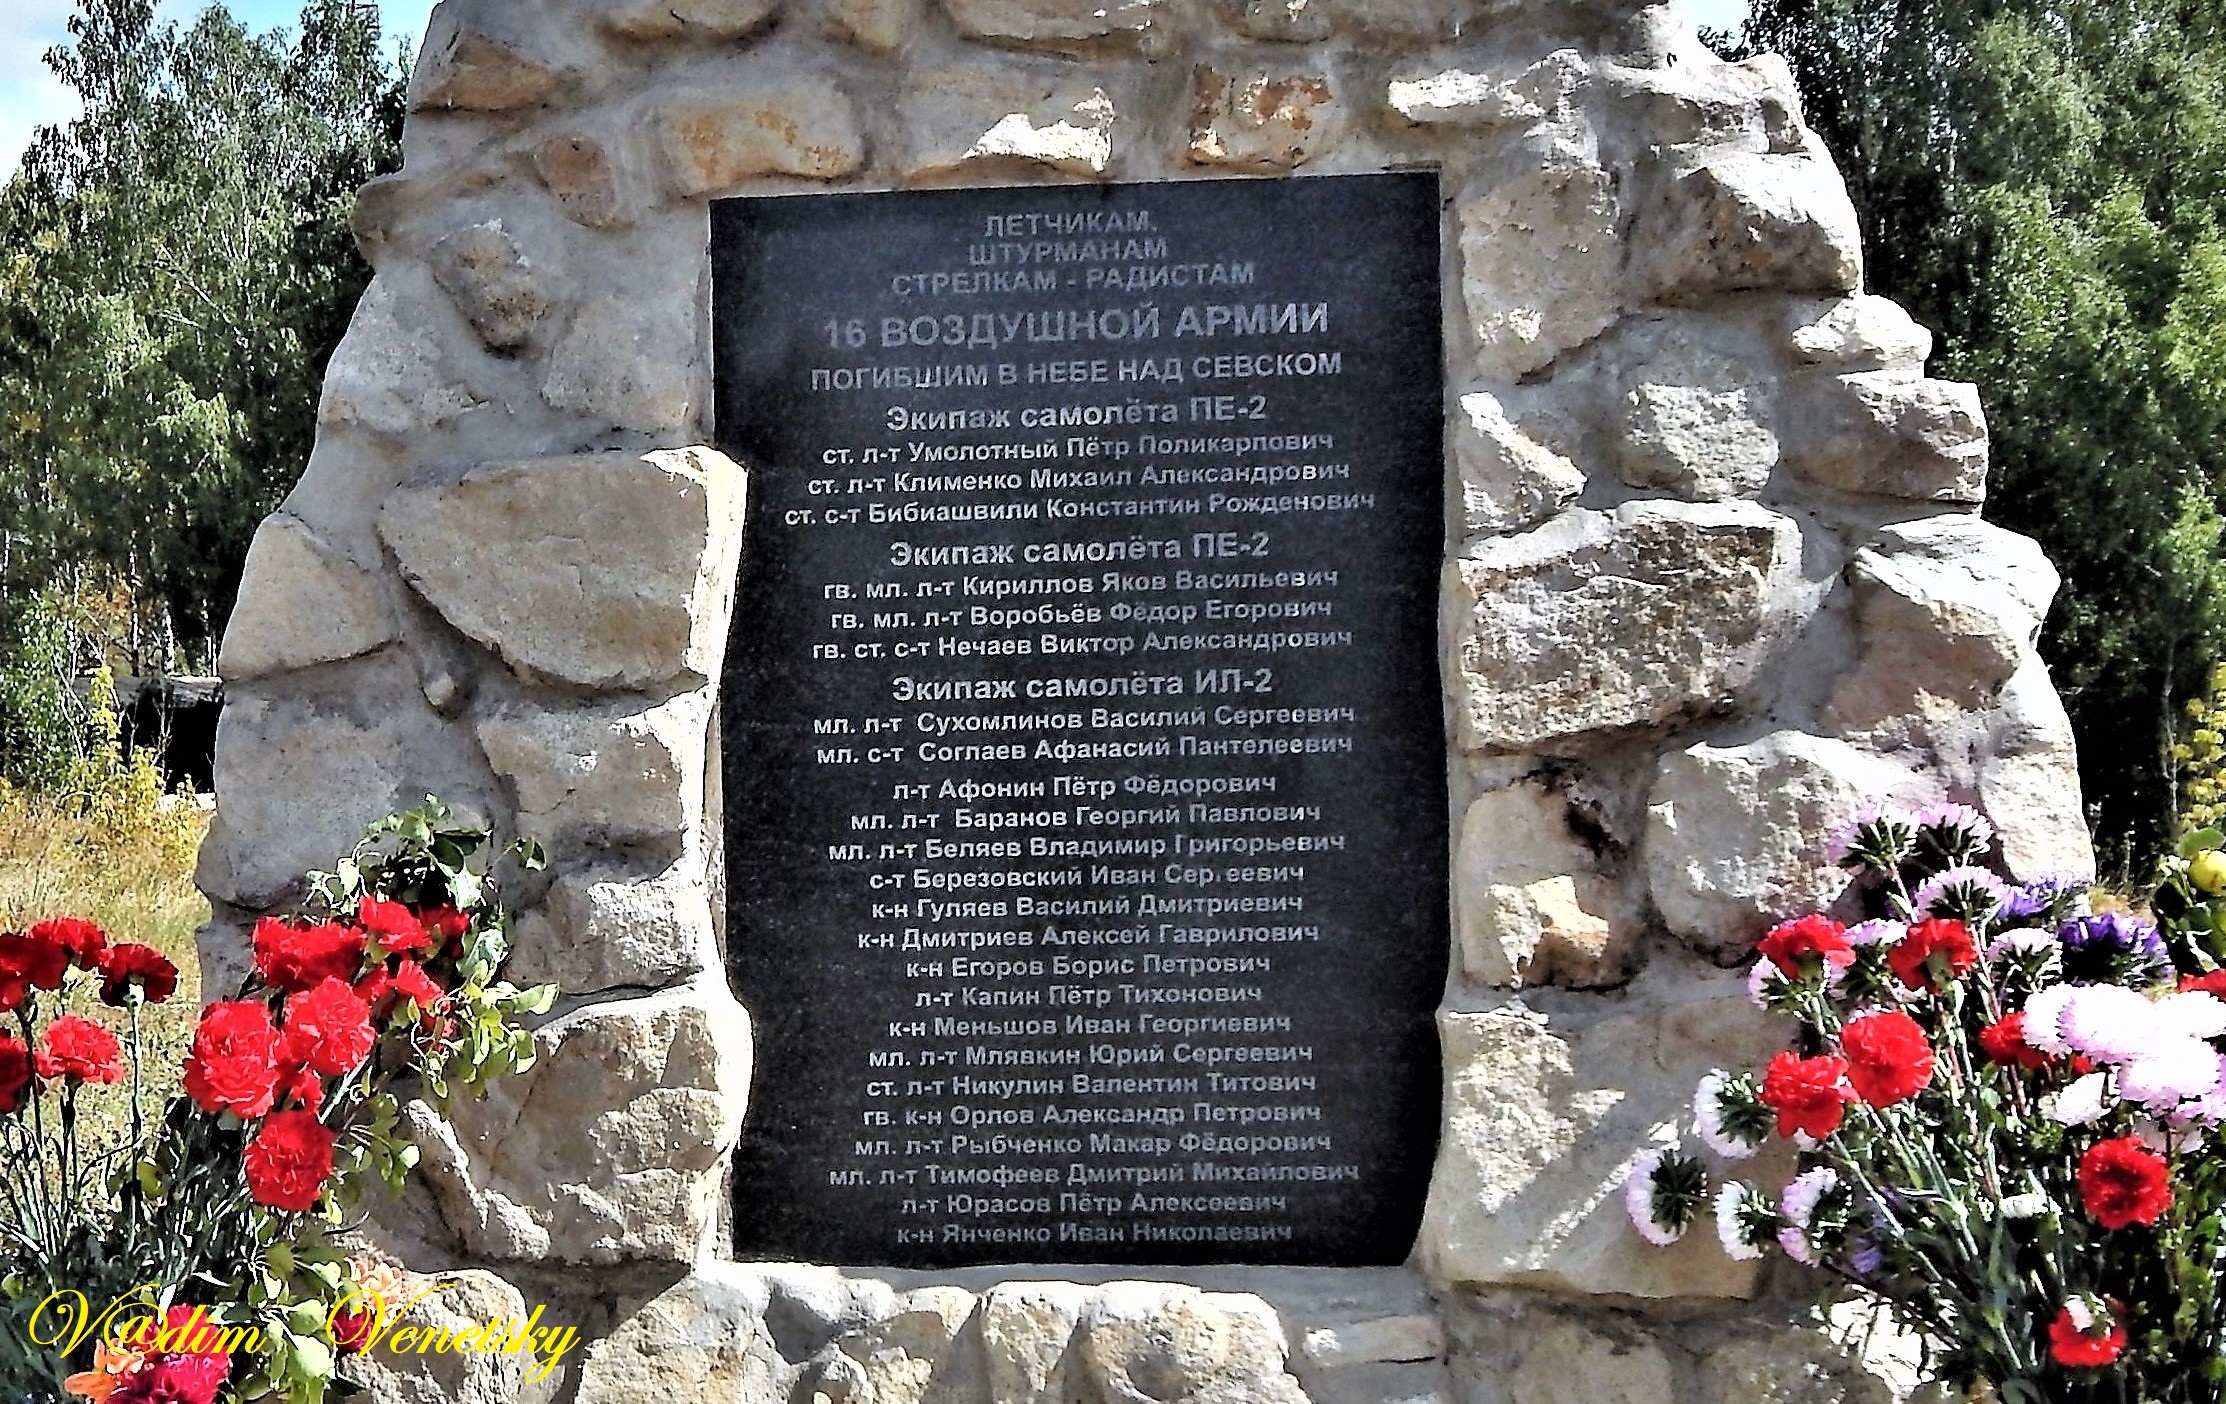 ЛЕТЧИКАМ,
ШТУРМАНАМ
СТРЕЛКАМ - РАДИСТАМ
16 ВОЗДУШНОЙ АРМИИ
ПОГИБШИМ В НЕБЕ НАД СЕВСКОМ
Экипаж самолёта ПЕ-2
ст. л-т Умолотный Пётр Поликарпович
ст. л-т Клименко Михаил Александрович
ст. с-т Бибиашвили Константин Рожденович
Экипаж самолёта ПЕ-2
гв. мл. л-т Кириллов Яков Васильевич
гв. мл. л-т Воробьёв Фёдор Егорович
гв. ст. с-т Нечаев Виктор Александрович
Экипаж самолёта ИЛ-2
мл. л-т Сухомлинов Василий Сергеевич
мл. с-т Соглаев Афанасий Пантелеевич
л-т Афонин Пётр Фёдорович
мл. л-т Баранов Георгий Павлович
мл. л-т Беляев Владимир Григорьевич
с-т Березовский Иван Сергеевич
к-н Гуляев Василий Дмитриевич
к-н Дмитриев Алексей Гаврилович
к-н Егоров Борис Петрович
л-т Капин Пётр Тихонович
к-н Меньшов Иван Георгиевич
мл. л-т Млявкин Юрий Сергеевич
ст. л-т Никулин Валентин Титович
гв. к-н Орлов Александр Петрович
мл. л-т Рыбченко Макар Фёдорович
мл. л-т Тимофеев Дмитрий Михайлович
л-т Юрасов Пётр Алексеевич
к-н Янченко Иван Николаевич
V@dim Venetsky